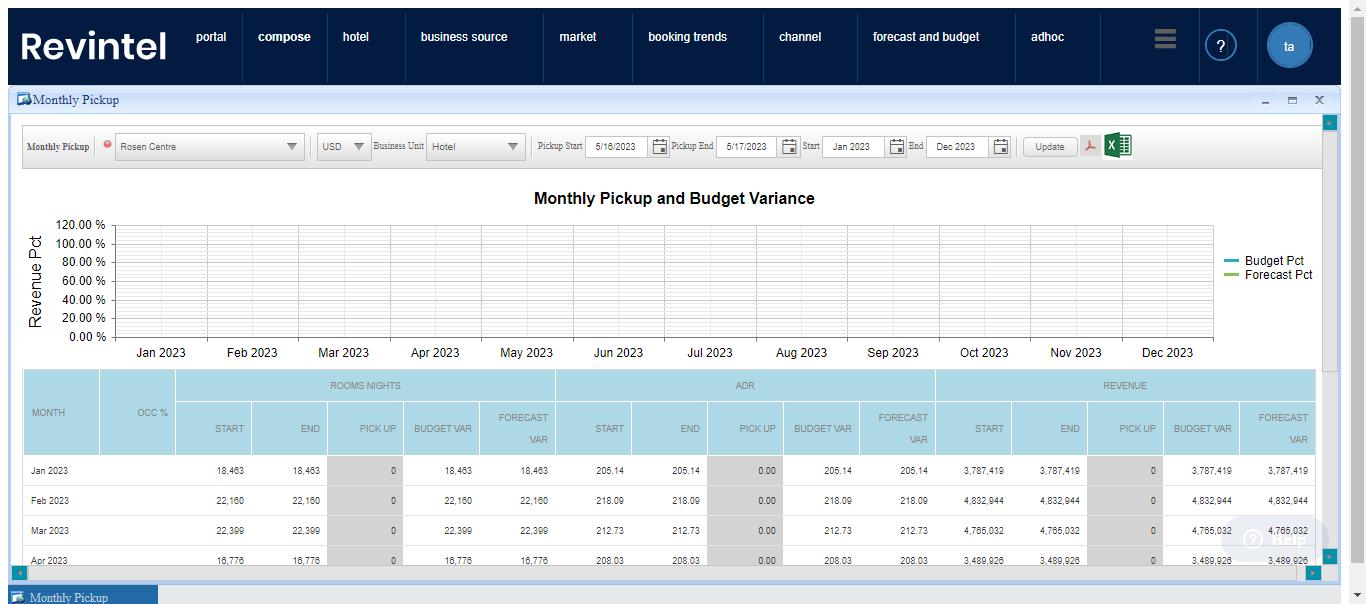 Revintel portal compose hotel business source market booking trends channel forecast and budget adhoc ? ta
Monthly Pickup
Monthly Pickup Rosen Centre USD Business Unit Hotel Pickup Start 5/16/2023 Pickup End 5/17/2023 Start Jan 2023 End Dec 2023 Update
Monthly Pickup and Budget Variance
Revenue Pct
120.00 %
100.00 %
80.00 %
60.00 %
40.00 %
20.00 %
0.00 %
Budget Pct
Forecast Pct
Jan 2023 Feb 2023 Mar 2023 Apr 2023 May 2023 Jun 2023 Jul 2023 Aug 2023 Sep 2023 Oct 2023 Nov 2023 Dec 2023
MONTH OCC % ROOMS NIGHTS ADR REVENUE
START END PICK UP BUDGET VAR FORECAST VAR START END PICK UP BUDGET VAR FORECAST VAR START END PICK UP BUDGET VAR FORECAST VAR
Jan 2023 18,463 18,463 0 18,463 18,463 205.14 205.14 0.00 205.14 205.14 3,787,419 3,787,419 0 3,787,419 3,787,419
Feb 2023 22,160 22,160 0 22,160 22,160 218.09 218.09 0.00 218.09 218.09 4,832,944 4,832,944 0 4,832,944 4,832,944
Mar 2023 22,399 22,399 0 22,399 22,399 212.73 212.73 0.00 212.73 212.73 4,765,032 4,765,032 0 4,765,032 4,765,032
Apr 2023 16,776 16,776 0 16,776 16,776 208.03 208.03 0.00 208.03 208.03 3,489,926 3,489,926 0 3,489,926 3,489,926
? Help
Monthly Pickup